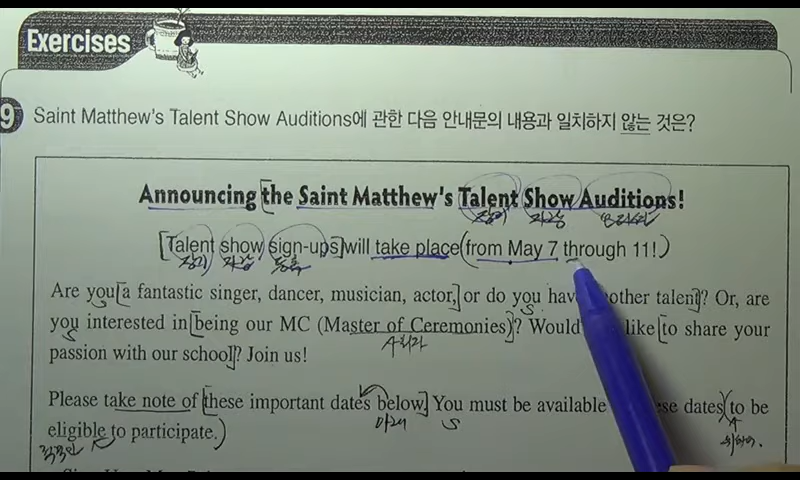 Exercises
9 Saint Matthew's Talent Show Auditions에 관한 다음 안내문의 내용과 일치하지 않는 것은?
Announcing the Saint Matthew's Talent Show Auditions!
장기 자랑 오디션
Talent show sign-ups will take place from May 7 through 11!
장기 자랑 등록
Are you a fantastic singer, dancer, musician, actor, or do you have another talent? Or, are
you interested in being our MC (Master of Ceremonies)? Would like to share your
S
passion with our school? Join us!
사회자
Please take note of these important dates below. You must be available these dates to be
아래 S
eligible to participate.